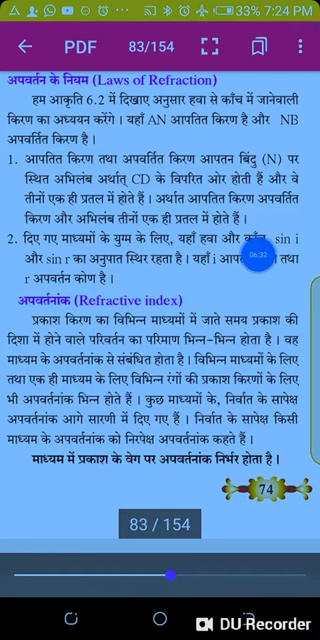 33% 7:24 PM
PDF 83/154
अपवर्तन के नियम (Laws of Refraction)
हम आकृति 6.2 में दिखाए अनुसार हवा से काँच में जानेवाली
किरण का अध्ययन करेंगे । यहाँ AN आपतित किरण है और NB
अपवर्तित किरण है ।
1. आपतित किरण तथा अपवर्तित किरण आपतन बिंदु (N) पर
स्थित अभिलंब अर्थात् CD के विपरित ओर होती हैं और वे
तीनों एक ही प्रतल में होते हैं । अर्थात आपतित किरण अपवर्तित
किरण और अभिलंब तीनों एक ही प्रतल में होते हैं ।
2. दिए गए माध्यमों के युग्म के लिए, यहाँ हवा और sin i
और sin r का अनुपात स्थिर रहता है । यहाँ i तथा
06:32
r अपवर्तन कोण है ।
अपवर्तनांक (Refractive index)
प्रकाश किरण का विभिन्न माध्यमों में जाते समय प्रकाश की
दिशा में होने वाले परिवर्तन का परिमाण भिन्न-भिन्न होता है । वह
माध्यम के अपवर्तनांक से संबंधित होता है । विभिन्न माध्यमों के लिए
तथा एक ही माध्यम के लिए विभिन्न रंगों की प्रकाश किरणों के लिए
भी अपवर्तनांक भिन्न होते हैं । कुछ माध्यमों के, निर्वात के सापेक्ष
अपवर्तनांक आगे सारणी में दिए गए हैं । निर्वात के सापेक्ष किसी
माध्यम के अपवर्तनांक को निरपेक्ष अपवर्तनांक कहते हैं ।
माध्यम में प्रकाश के वेग पर अपवर्तनांक निर्भर होता है ।
74
83 / 154
DU Recorder